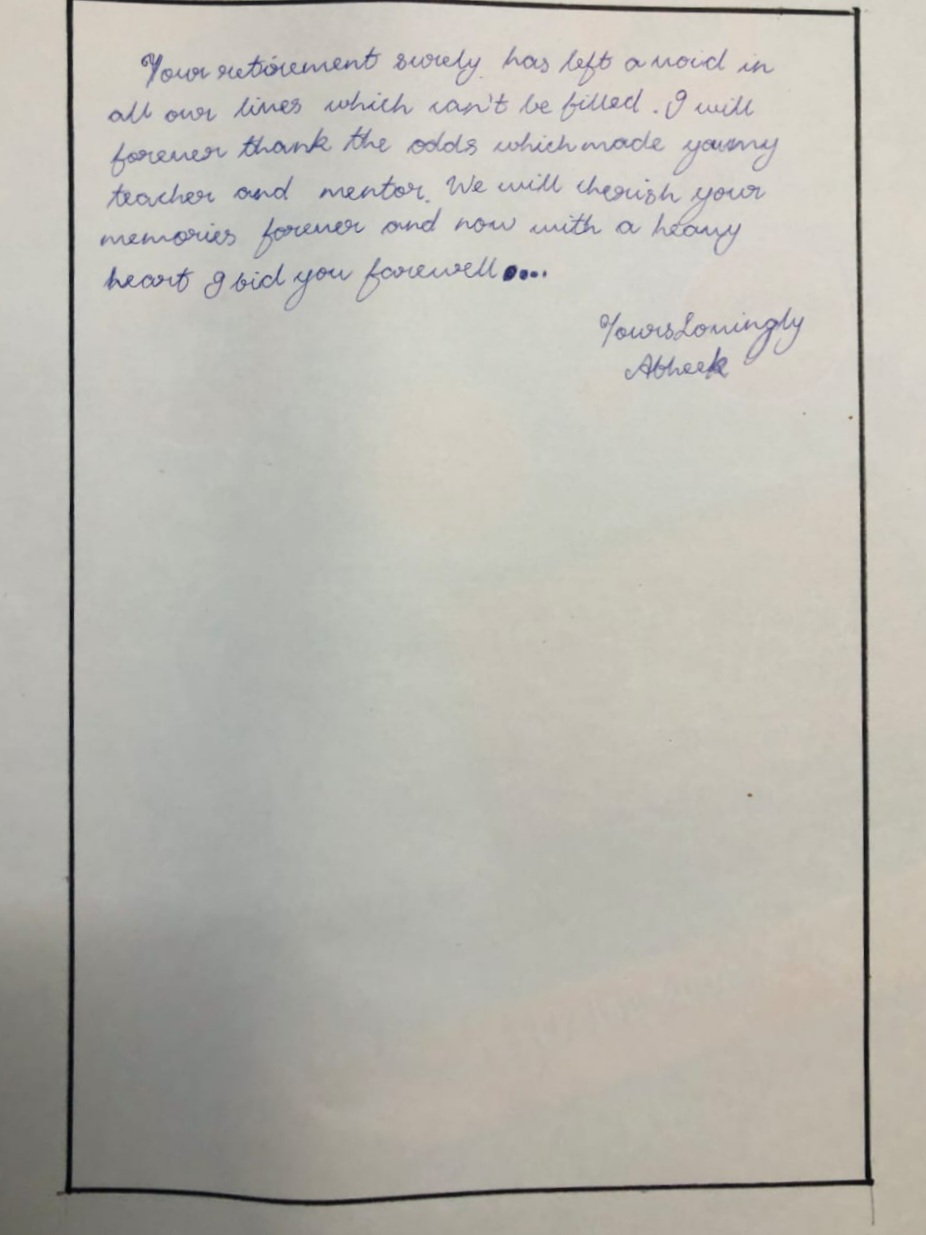 Your retirement surely has left a void in
all our lives which can't be filled. I will
forever thank the odds which made you my
teacher and mentor. We will cherish your
memories forever and now with a heavy
heart I bid you farewell....
Yours Lovingly
Abheek